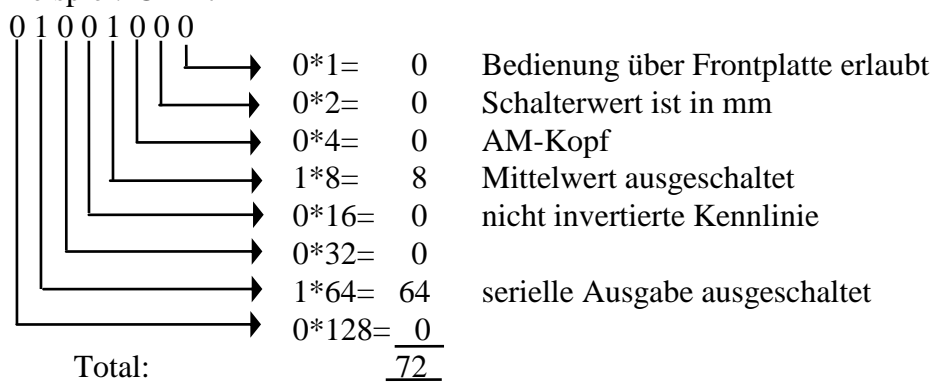 0 1 0 0 1 0 0 0
0*1= 0 Bedienung über Frontplatte erlaubt
0*2= 0 Schalterwert ist in mm
0*4= 0 AM-Kopf
1*8= 8 Mittelwert ausgeschaltet
0*16= 0 nicht invertierte Kennlinie
0*32= 0
1*64= 64 serielle Ausgabe ausgeschaltet
0*128= 0
Total: 72